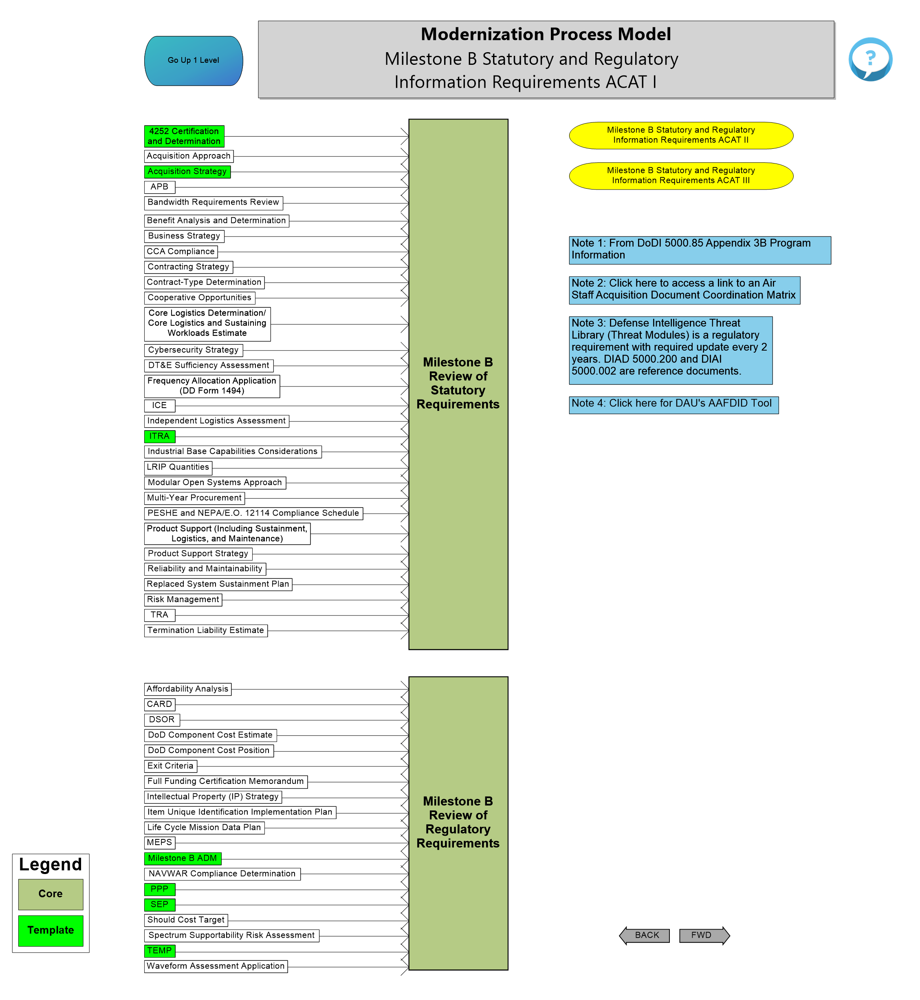 Go Up 1 Level
Modernization Process Model
Milestone B Statutory and Regulatory
Information Requirements ACAT I
?
4252 Certification
and Determination
Acquisition Approach
Acquisition Strategy
APB
Bandwidth Requirements Review
Benefit Analysis and Determination
Business Strategy
CCA Compliance
Contracting Strategy
Contract-Type Determination
Cooperative Opportunities
Core Logistics Determination/
Core Logistics and Sustaining
Workloads Estimate
Cybersecurity Strategy
DT&E Sufficiency Assessment
Frequency Allocation Application
(DD Form 1494)
ICE
Independent Logistics Assessment
ITRA
Industrial Base Capabilities Considerations
LRIP Quantities
Modular Open Systems Approach
Multi-Year Procurement
PESHE and NEPA/E.O. 12114 Compliance Schedule
Product Support (Including Sustainment,
Logistics, and Maintenance)
Product Support Strategy
Reliability and Maintainability
Replaced System Sustainment Plan
Risk Management
TRA
Termination Liability Estimate
Milestone B
Review of
Statutory
Requirements
Milestone B Statutory and Regulatory
Information Requirements ACAT II
Milestone B Statutory and Regulatory
Information Requirements ACAT III
Note 1: From DoDI 5000.85 Appendix 3B Program
Information
Note 2: Click here to access a link to an Air
Staff Acquisition Document Coordination Matrix
Note 3: Defense Intelligence Threat
Library (Threat Modules) is a regulatory
requirement with required update every 2
years. DIAD 5000.200 and DIAI
5000.002 are reference documents.
Note 4: Click here for DAU's AAFDID Tool
Affordability Analysis
CARD
DSOR
DoD Component Cost Estimate
DoD Component Cost Position
Exit Criteria
Full Funding Certification Memorandum
Intellectual Property (IP) Strategy
Item Unique Identification Implementation Plan
Life Cycle Mission Data Plan
MEPS
Milestone B ADM
NAVWAR Compliance Determination
PPP
SEP
Should Cost Target
Spectrum Supportability Risk Assessment
TEMP
Waveform Assessment Application
Milestone B
Review of
Regulatory
Requirements
Legend
Core
Template
BACK
FWD